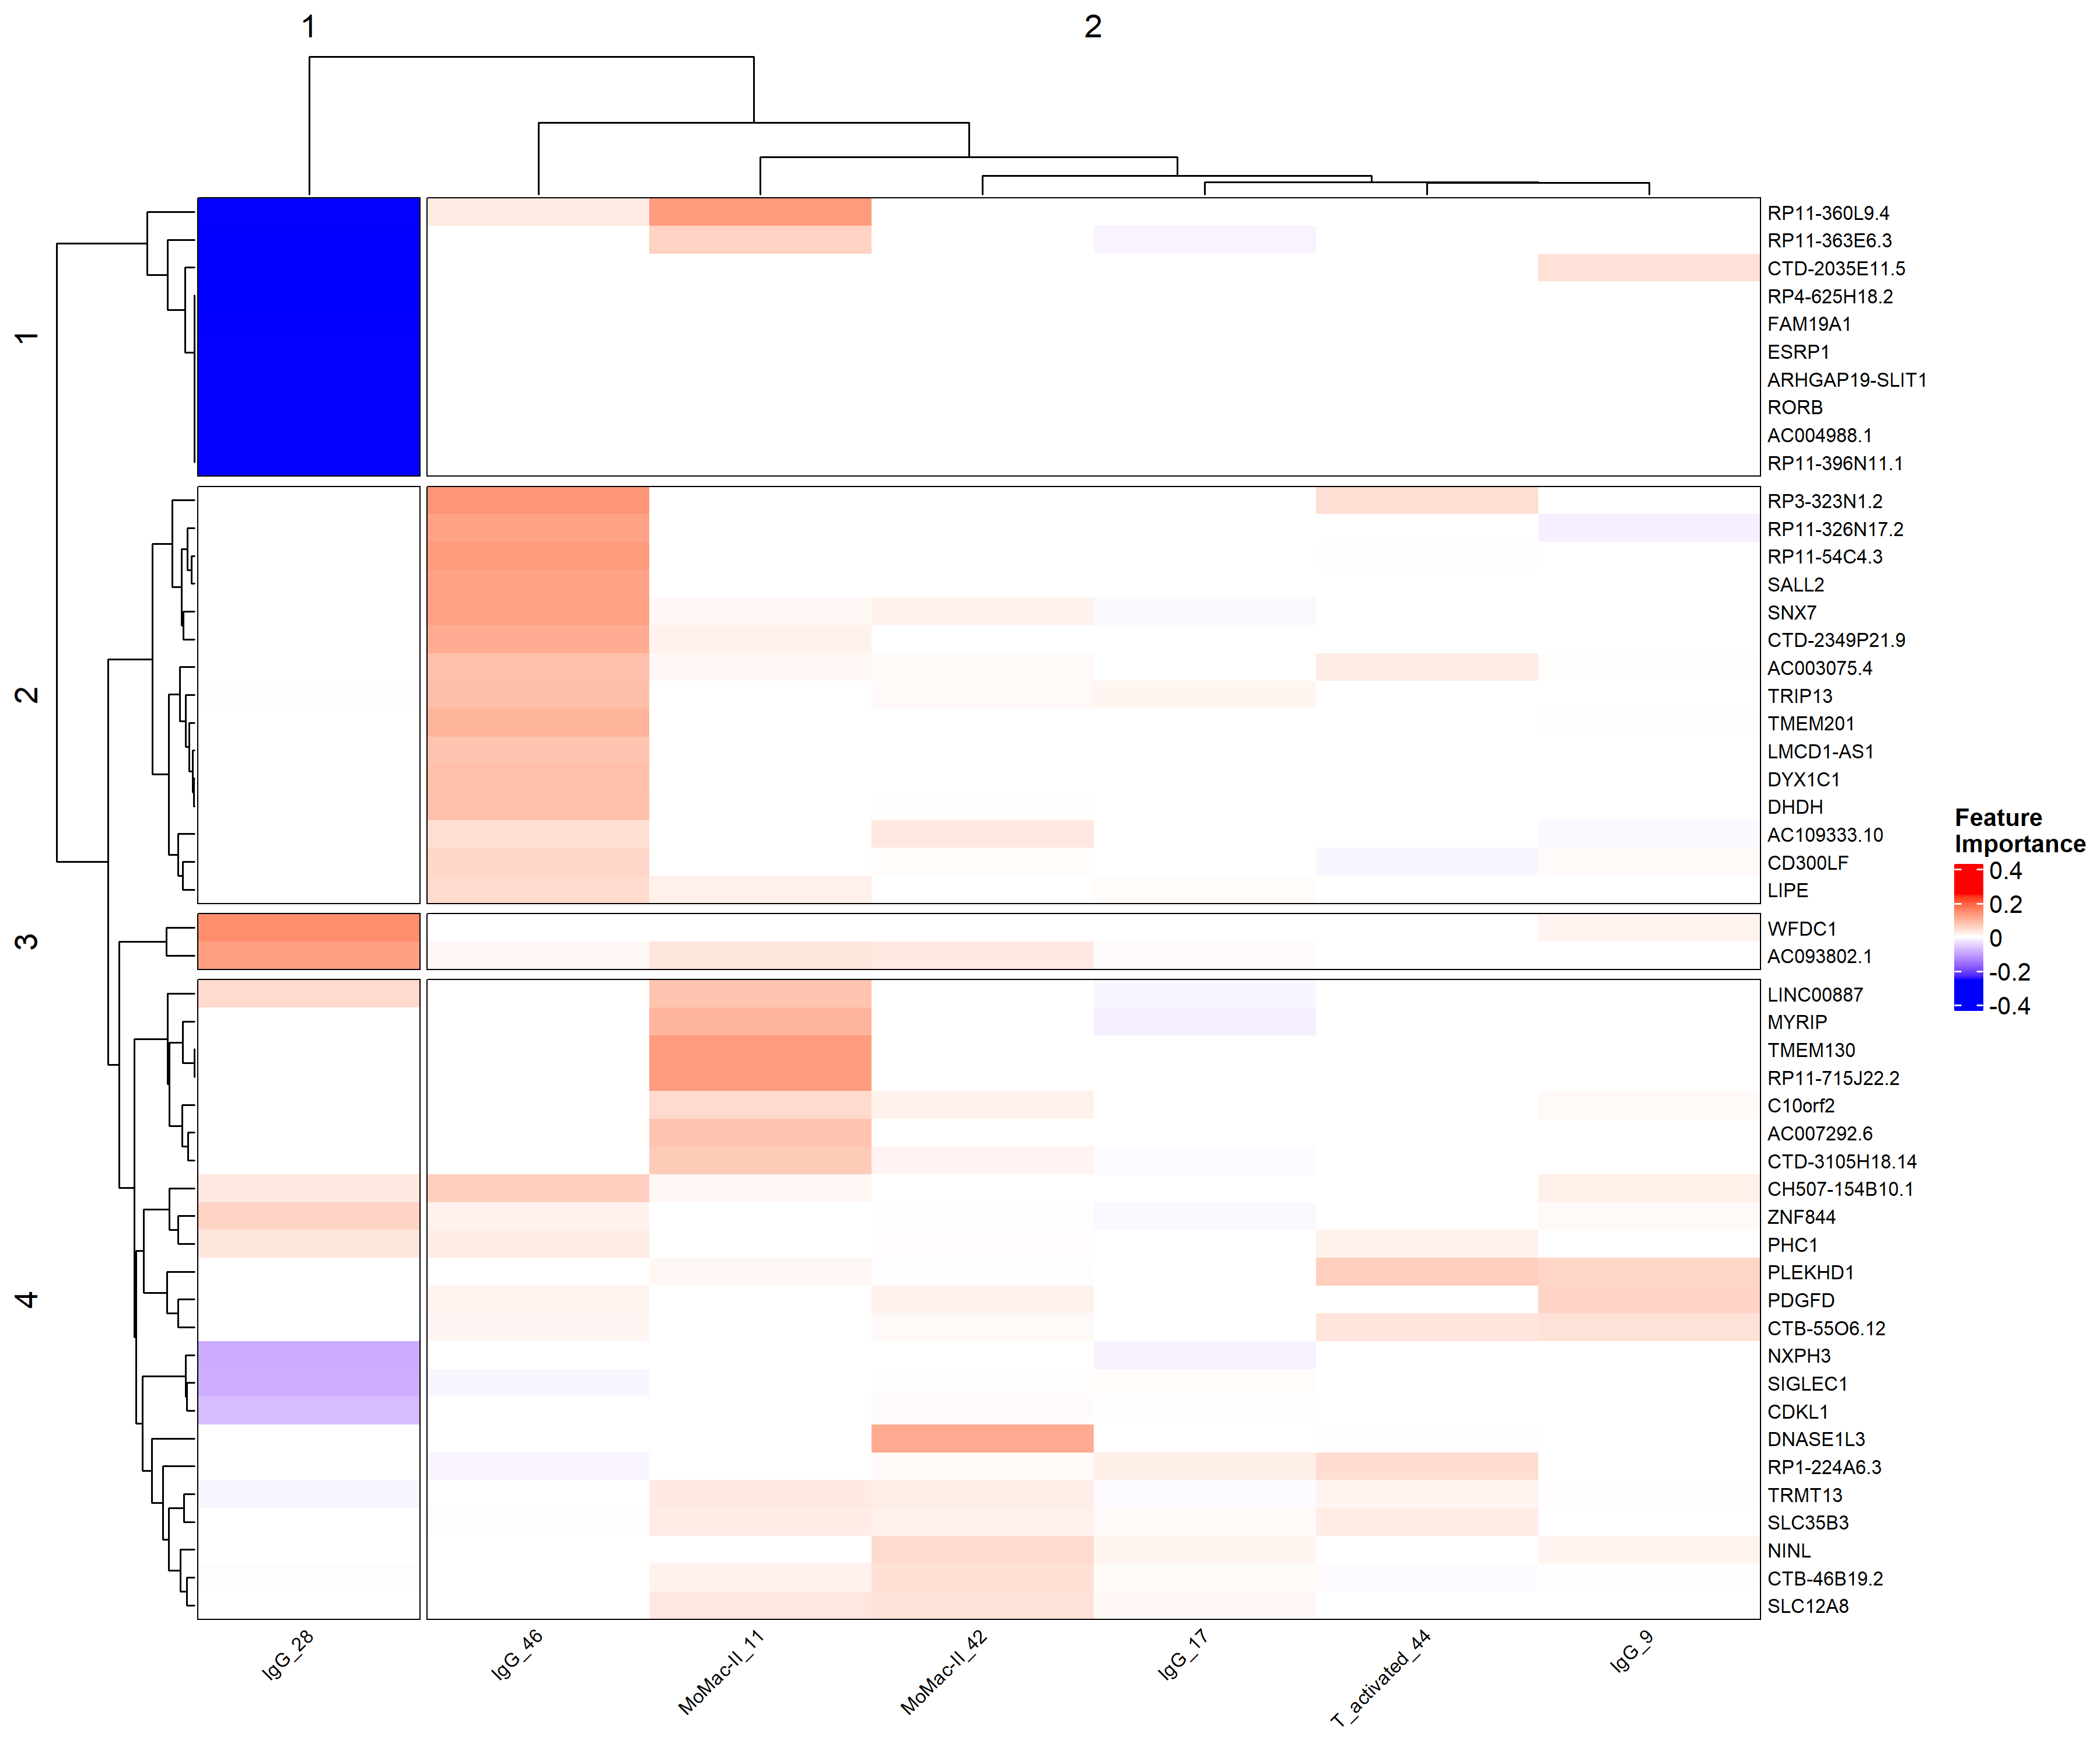 1
2
1
RP11-360L9.4
RP11-363E6.3
CTD-2035E11.5
RP4-625H18.2
FAM19A1
ESRP1
ARHGAP19-SLIT1
RORB
AC004988.1
RP11-396N11.1
2
RP3-323N1.2
RP11-326N17.2
RP11-54C4.3
SALL2
SNX7
CTD-2349P21.9
AC003075.4
TRIP13
TMEM201
LMCD1-AS1
DYX1C1
DHDH
AC109333.10
CD300LF
LIPE
3
WFDC1
AC093802.1
4
LINC00887
MYRIP
TMEM130
RP11-715J22.2
C10orf2
AC007292.6
CTD-3105H18.14
CH507-154B10.1
ZNF844
PHC1
PLEKHD1
PDGFD
CTB-55O6.12
NXPH3
SIGLEC1
CDKL1
DNASE1L3
RP1-224A6.3
TRMT13
SLC35B3
NINL
CTB-46B19.2
SLC12A8
IgG_28
IgG_46
MoMac-II_11
MoMac-II_42
IgG_17
T_activated_44
IgG_9
Feature
Importance
0.4
0.2
0
-0.2
-0.4